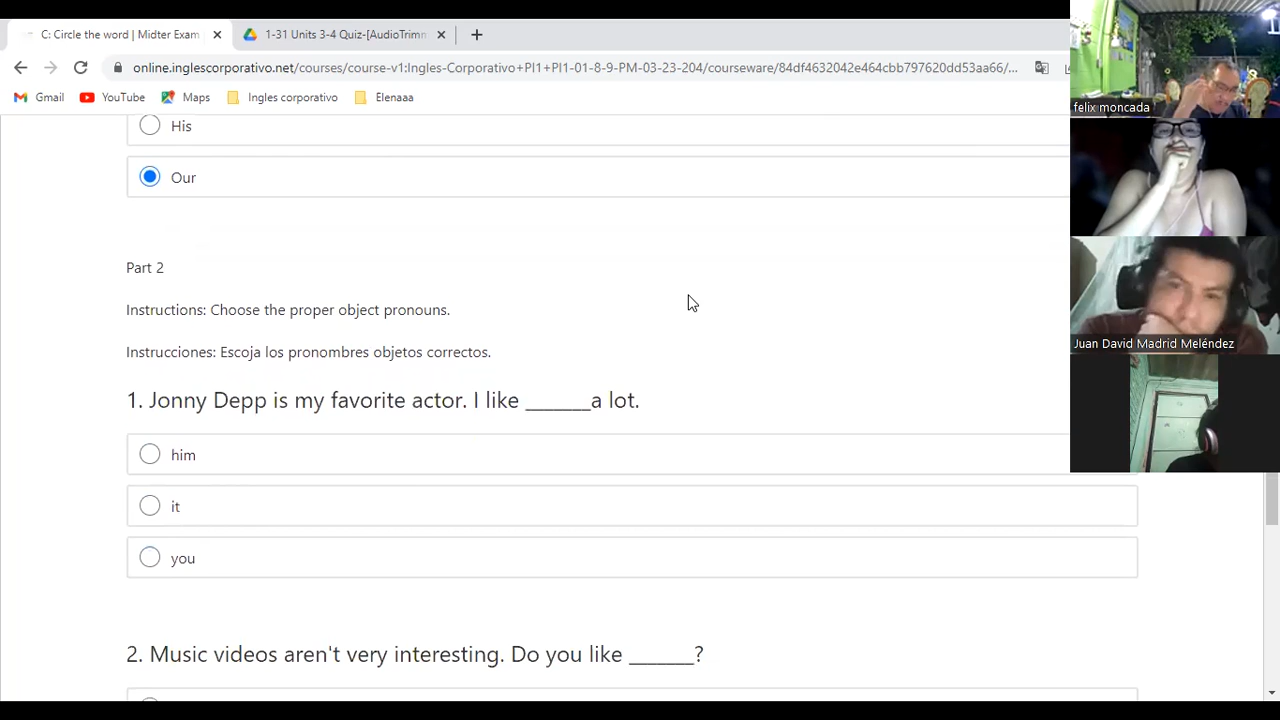 C: Circle the word | Midter Exam
1-31 Units 3-4 Quiz-[AudioTrimm
online.inglescorporativo.net/courses/course-v1:Ingles-Corporativo+PI1+PI1-01-8-9-PM-03-23-204/courseware/84df4632042e464cbb797620dd53aa66/...
Gmail YouTube Maps Ingles corporativo Elenaaa
felix moncada
His
Our
Part 2
Instructions: Choose the proper object pronouns.
Juan David Madrid Meléndez
Instrucciones: Escoja los pronombres objetos correctos.
1. Jonny Depp is my favorite actor. I like _______a lot.
him
it
you
2. Music videos aren't very interesting. Do you like _______?